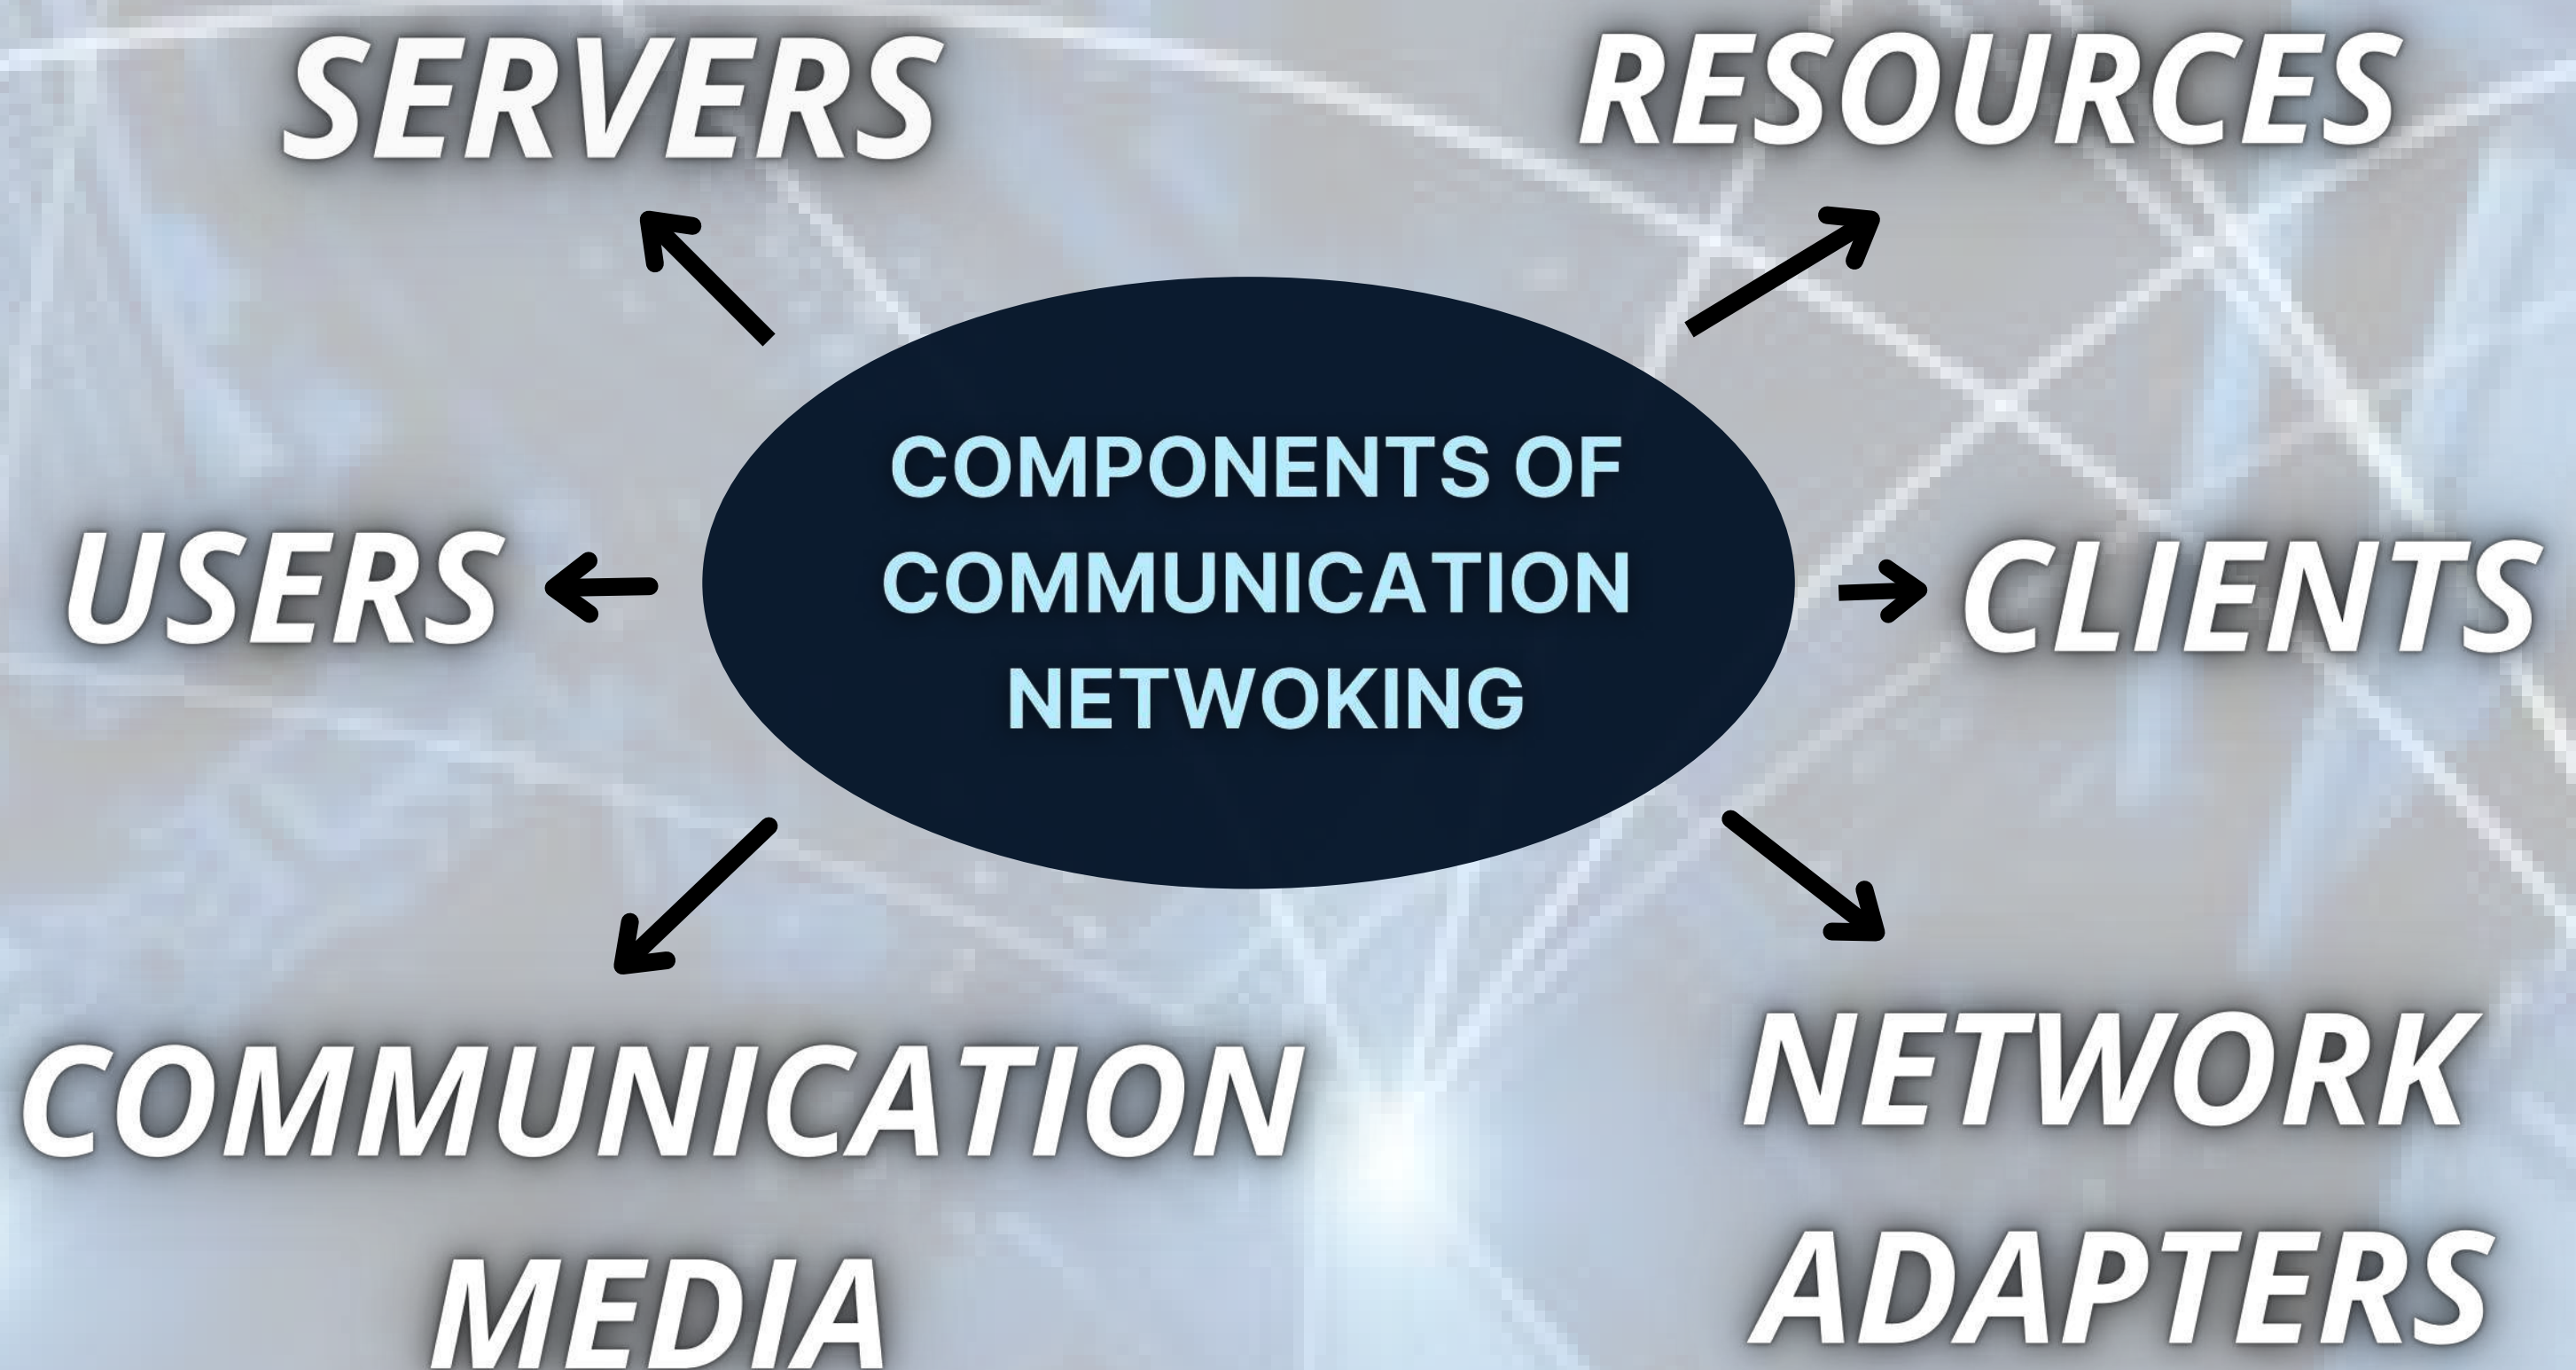 SERVERS
RESOURCES
COMPONENTS OF
COMMUNICATION
NETWOKING
USERS
CLIENTS
COMMUNICATION
MEDIA
NETWORK
ADAPTERS